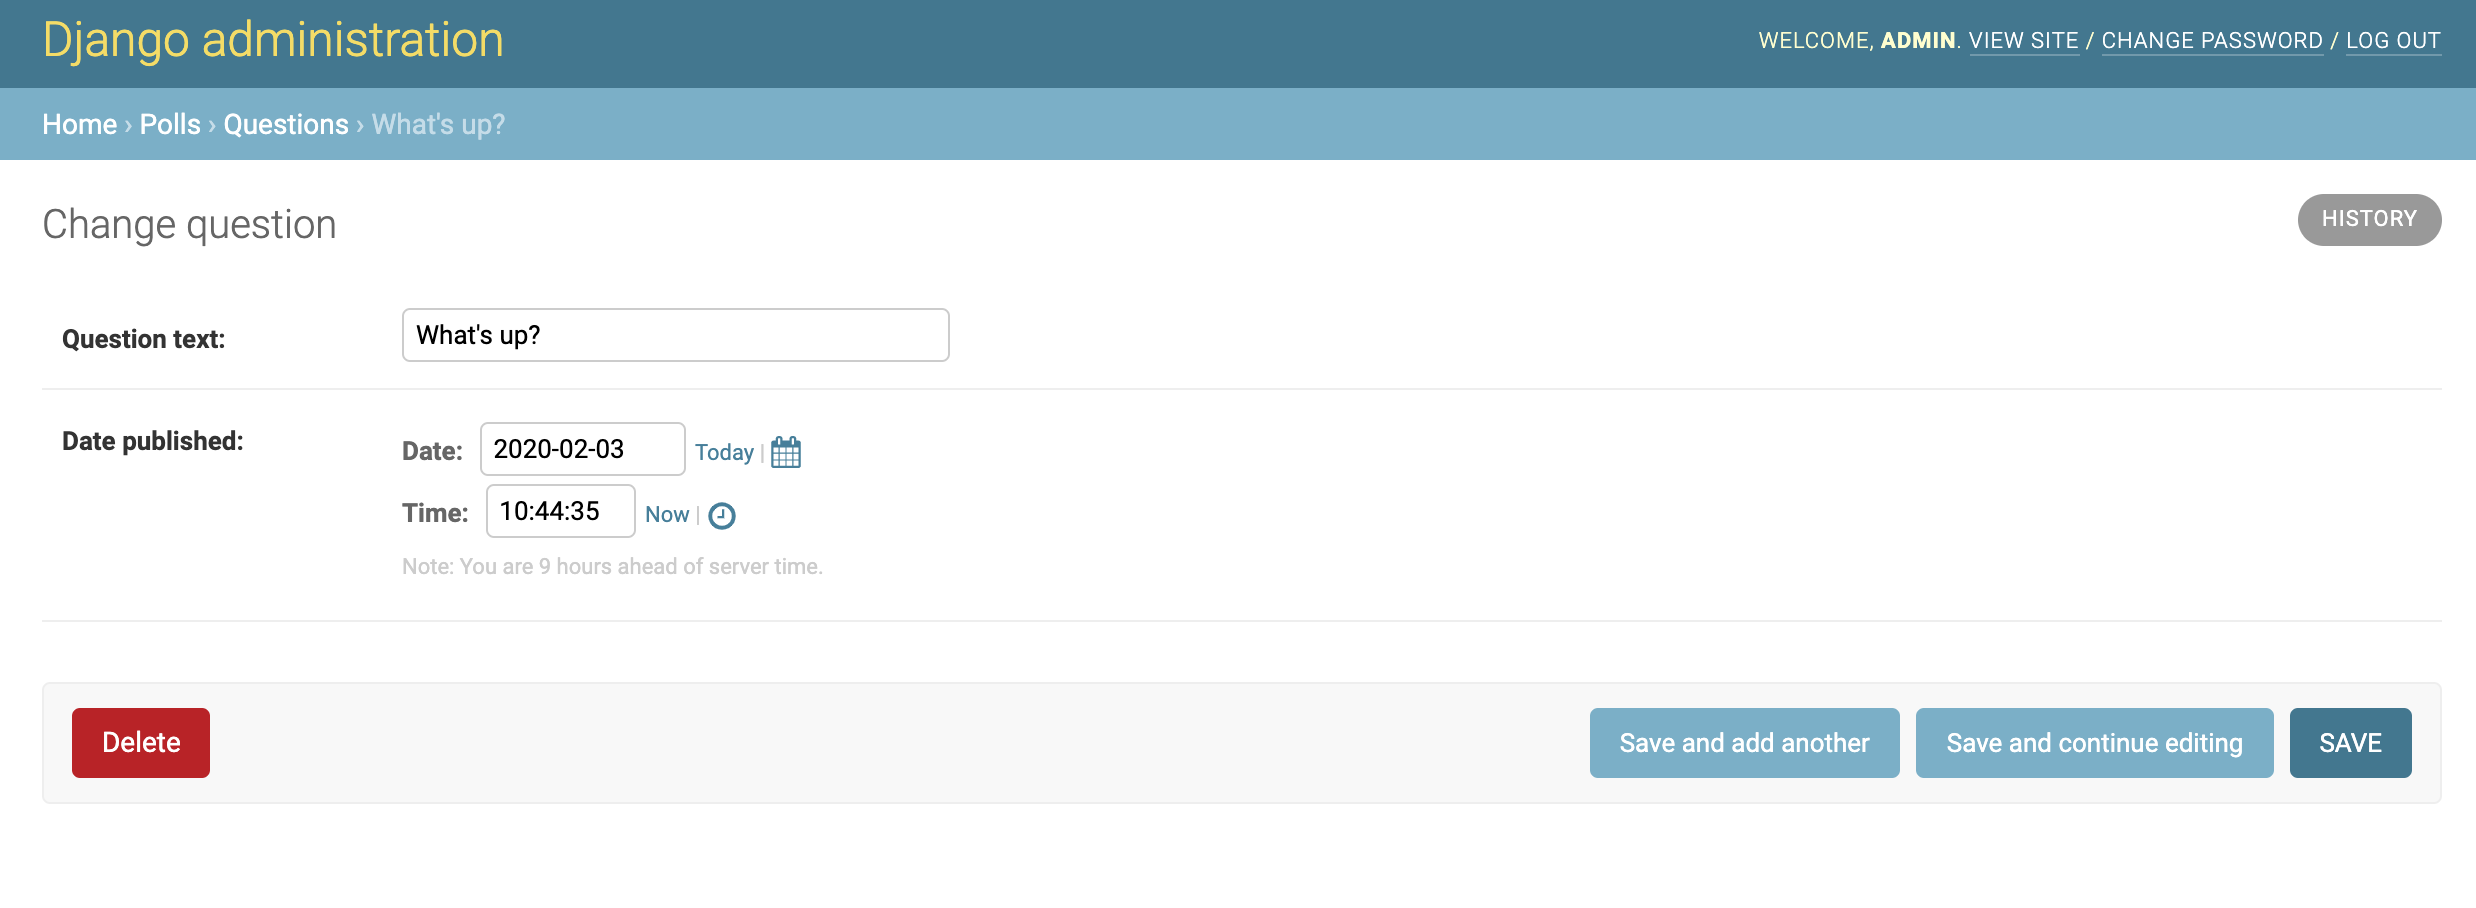 Django administration
WELCOME, ADMIN. VIEW SITE / CHANGE PASSWORD / LOG OUT
Home › Polls › Questions › What's up?
Change question
HISTORY
Question text: What's up?
Date published: Date: 2020-02-03 Today |
Time: 10:44:35 Now |
Note: You are 9 hours ahead of server time.
Delete Save and add another Save and continue editing SAVE